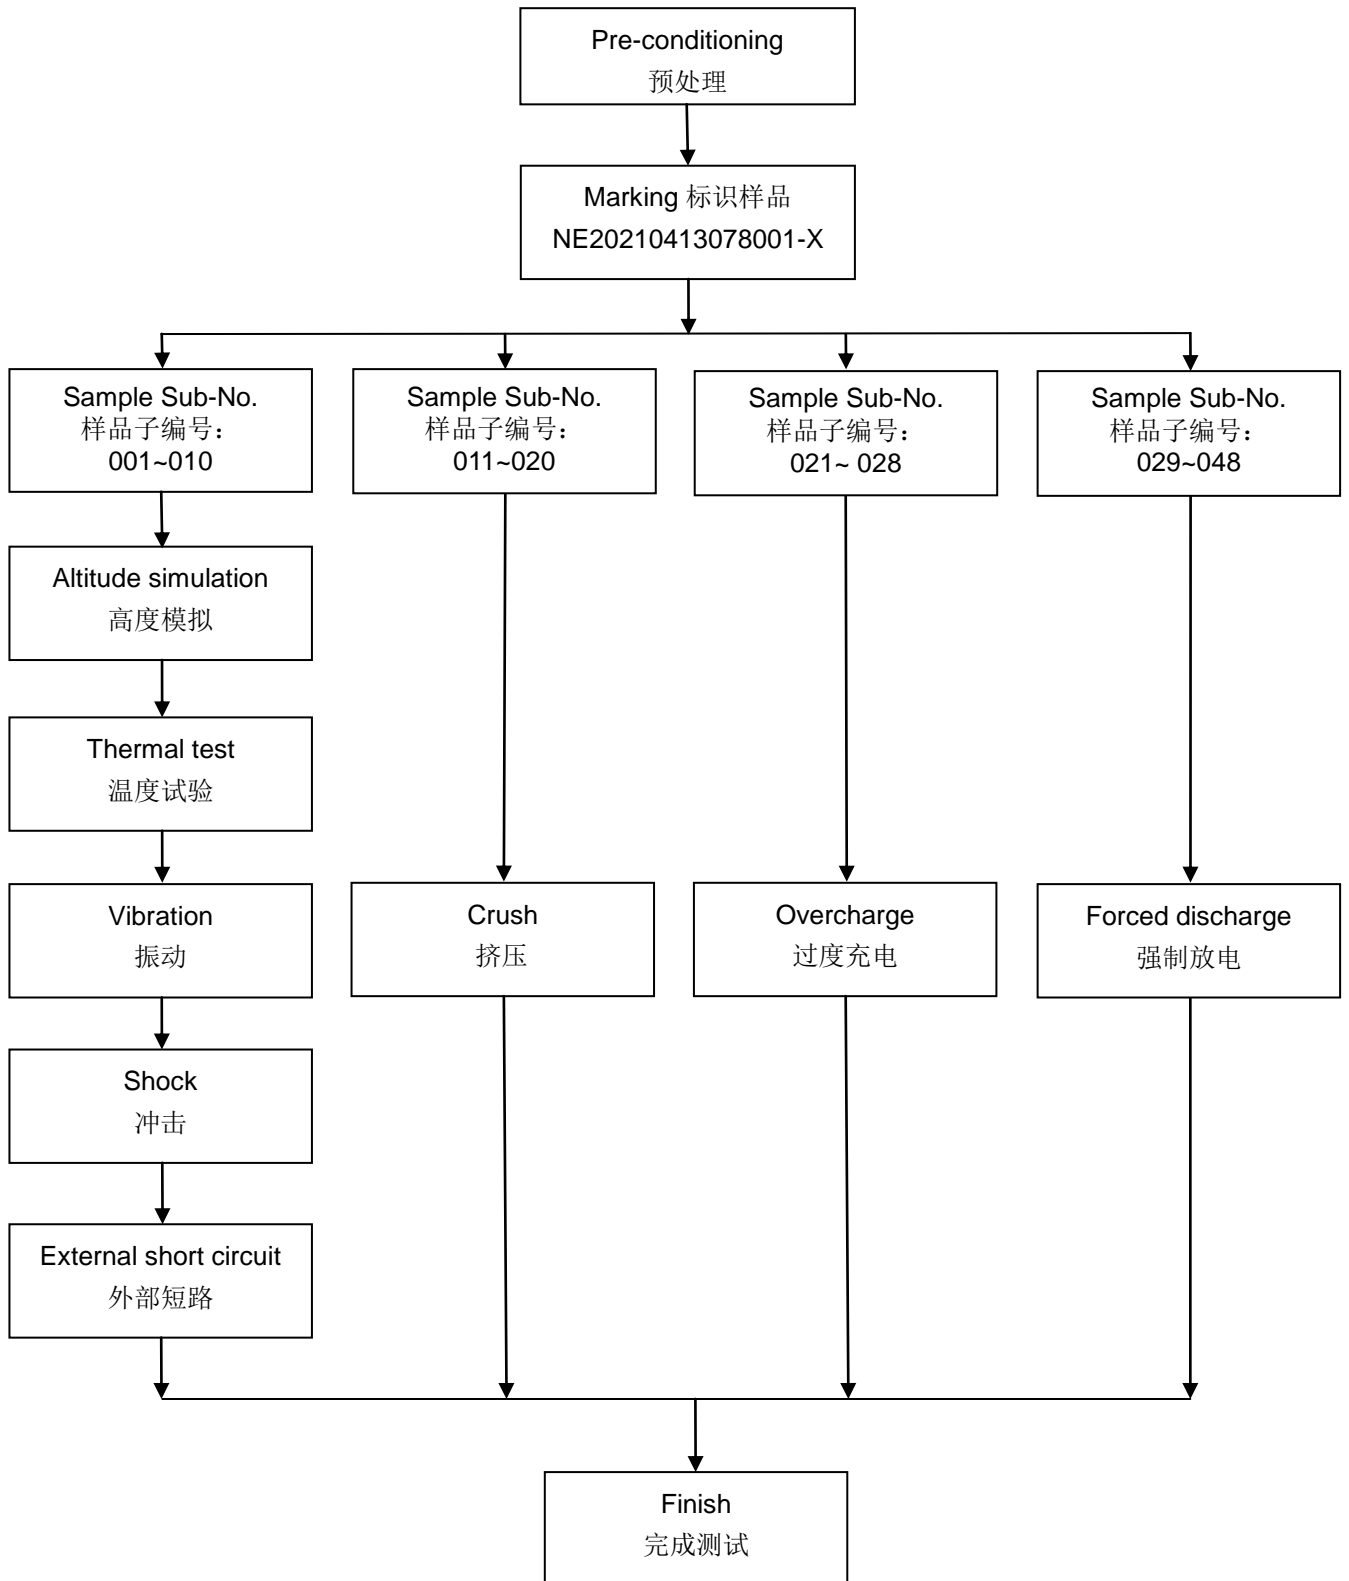 Pre-conditioning
预处理
Marking 标识样品
NE20210413078001-X
Sample Sub-No.
样品子编号：
001~010
Sample Sub-No.
样品子编号：
011~020
Sample Sub-No.
样品子编号：
021~ 028
Sample Sub-No.
样品子编号：
029~048
Altitude simulation
高度模拟
Thermal test
温度试验
Vibration
振动
Crush
挤压
Overcharge
过度充电
Forced discharge
强制放电
Shock
冲击
External short circuit
外部短路
Finish
完成测试